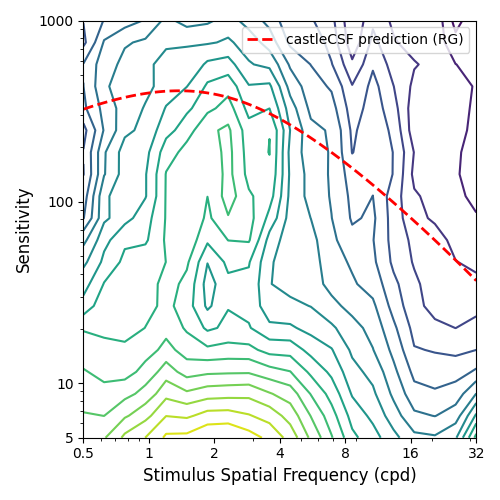 castleCSF prediction (RG)
1000
100
10
5
Sensitivity
0.5 1 2 4 8 16 32
Stimulus Spatial Frequency (cpd)